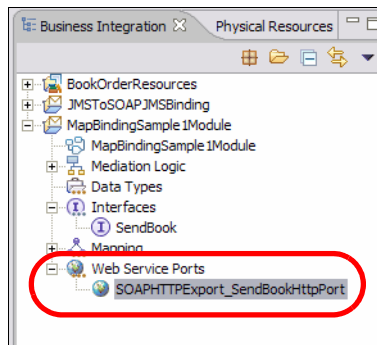 Business Integration Physical Resources
BookOrderResources
JMSToSOAPJMSBinding
MapBindingSample1Module
MapBindingSample1Module
Mediation Logic
Data Types
Interfaces
SendBook
Mapping
Web Service Ports
SOAPHTTPExport_SendBookHttpPort